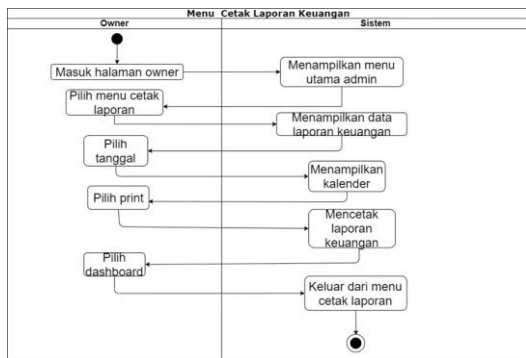 Menu Cetak Laporan Keuangan
Owner
Sistem
Masuk halaman owner
Menampilkan menu
utama admin
Pilih menu cetak
laporan
Menampilkan data
laporan keuangan
Pilih
tanggal
Menampilkan
kalender
Pilih print
Mencetak
laporan
keuangan
Pilih
dashboard
Keluar dari menu
cetak laporan